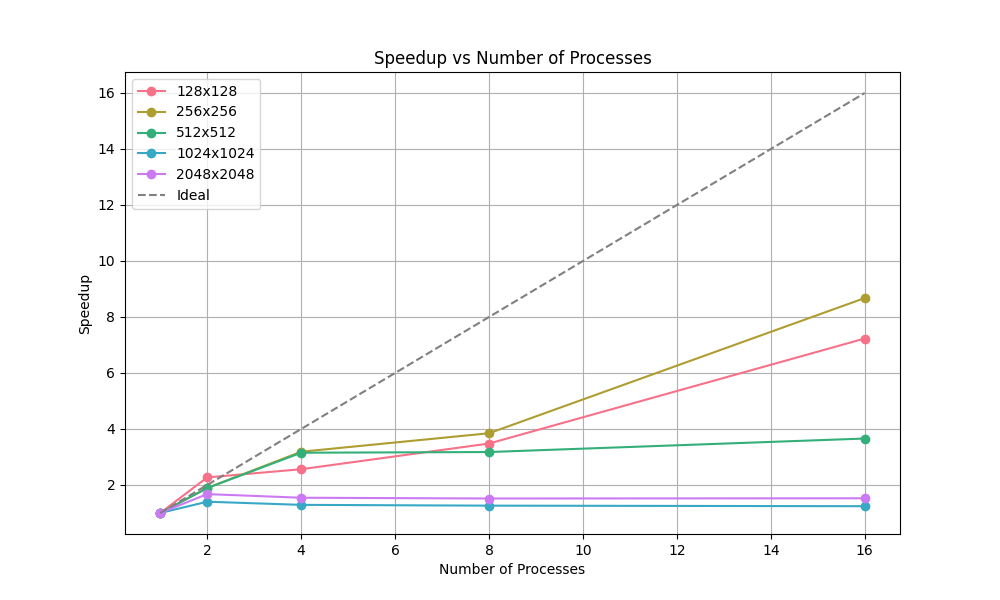 Speedup vs Number of Processes
128x128
256x256
512x512
1024x1024
2048x2048
Ideal
16
14
12
10
8
6
4
2
Speedup
2 4 6 8 10 12 14 16
Number of Processes